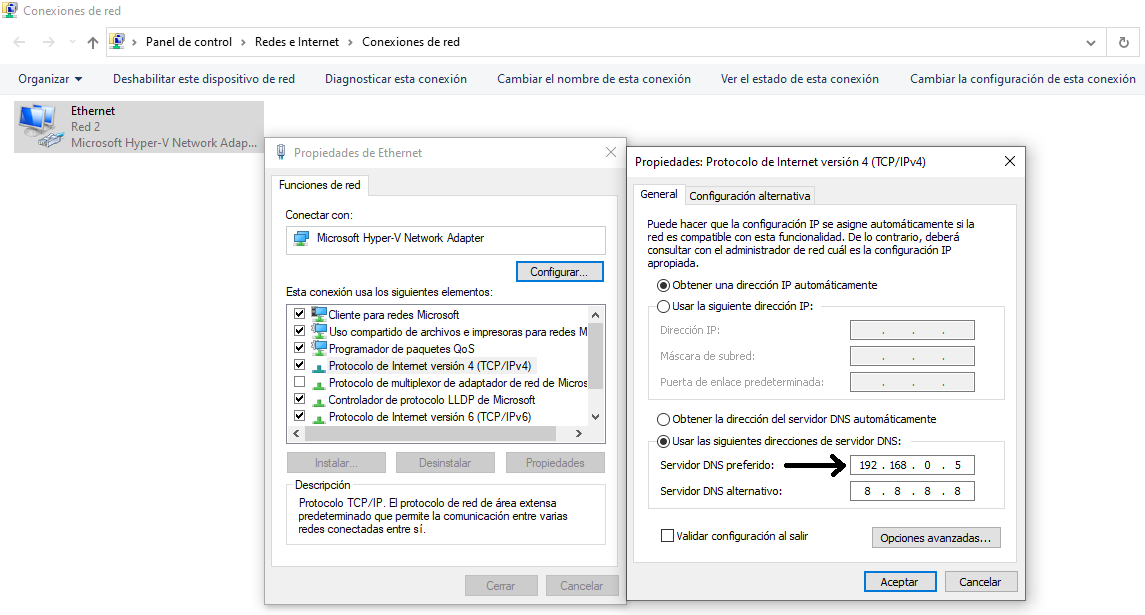 Conexiones de red
Panel de control > Redes e Internet > Conexiones de red
Organizar
Deshabilitar este dispositivo de red
Diagnosticar esta conexión
Cambiar el nombre de esta conexión
Ver el estado de esta conexión
Cambiar la configuración de esta conexión
Ethernet
Red 2
Microsoft Hyper-V Network Adap...
Propiedades de Ethernet
Funciones de red
Conectar con:
Microsoft Hyper-V Network Adapter
Configurar...
Esta conexión usa los siguientes elementos:
Cliente para redes Microsoft
Uso compartido de archivos e impresoras para redes M
Programador de paquetes QoS
Protocolo de Internet versión 4 (TCP/IPv4)
Protocolo de multiplexor de adaptador de red de Micros
Controlador de protocolo LLDP de Microsoft
Protocolo de Internet versión 6 (TCP/IPv6)
Instalar...
Desinstalar
Propiedades
Descripción
Protocolo TCP/IP. El protocolo de red de área extensa
predeterminado que permite la comunicación entre varias
redes conectadas entre sí.
Cerrar
Cancelar
Propiedades: Protocolo de Internet versión 4 (TCP/IPv4)
General
Configuración alternativa
Puede hacer que la configuración IP se asigne automáticamente si la
red es compatible con esta funcionalidad. De lo contrario, deberá
consultar con el administrador de red cuál es la configuración IP
apropiada.
Obtener una dirección IP automáticamente
Usar la siguiente dirección IP:
Dirección IP:
Máscara de subred:
Puerta de enlace predeterminada:
Obtener la dirección del servidor DNS automáticamente
Usar las siguientes direcciones de servidor DNS:
Servidor DNS preferido: 192 . 168 . 0 . 5
Servidor DNS alternativo: 8 . 8 . 8 . 8
Validar configuración al salir
Opciones avanzadas...
Aceptar
Cancelar